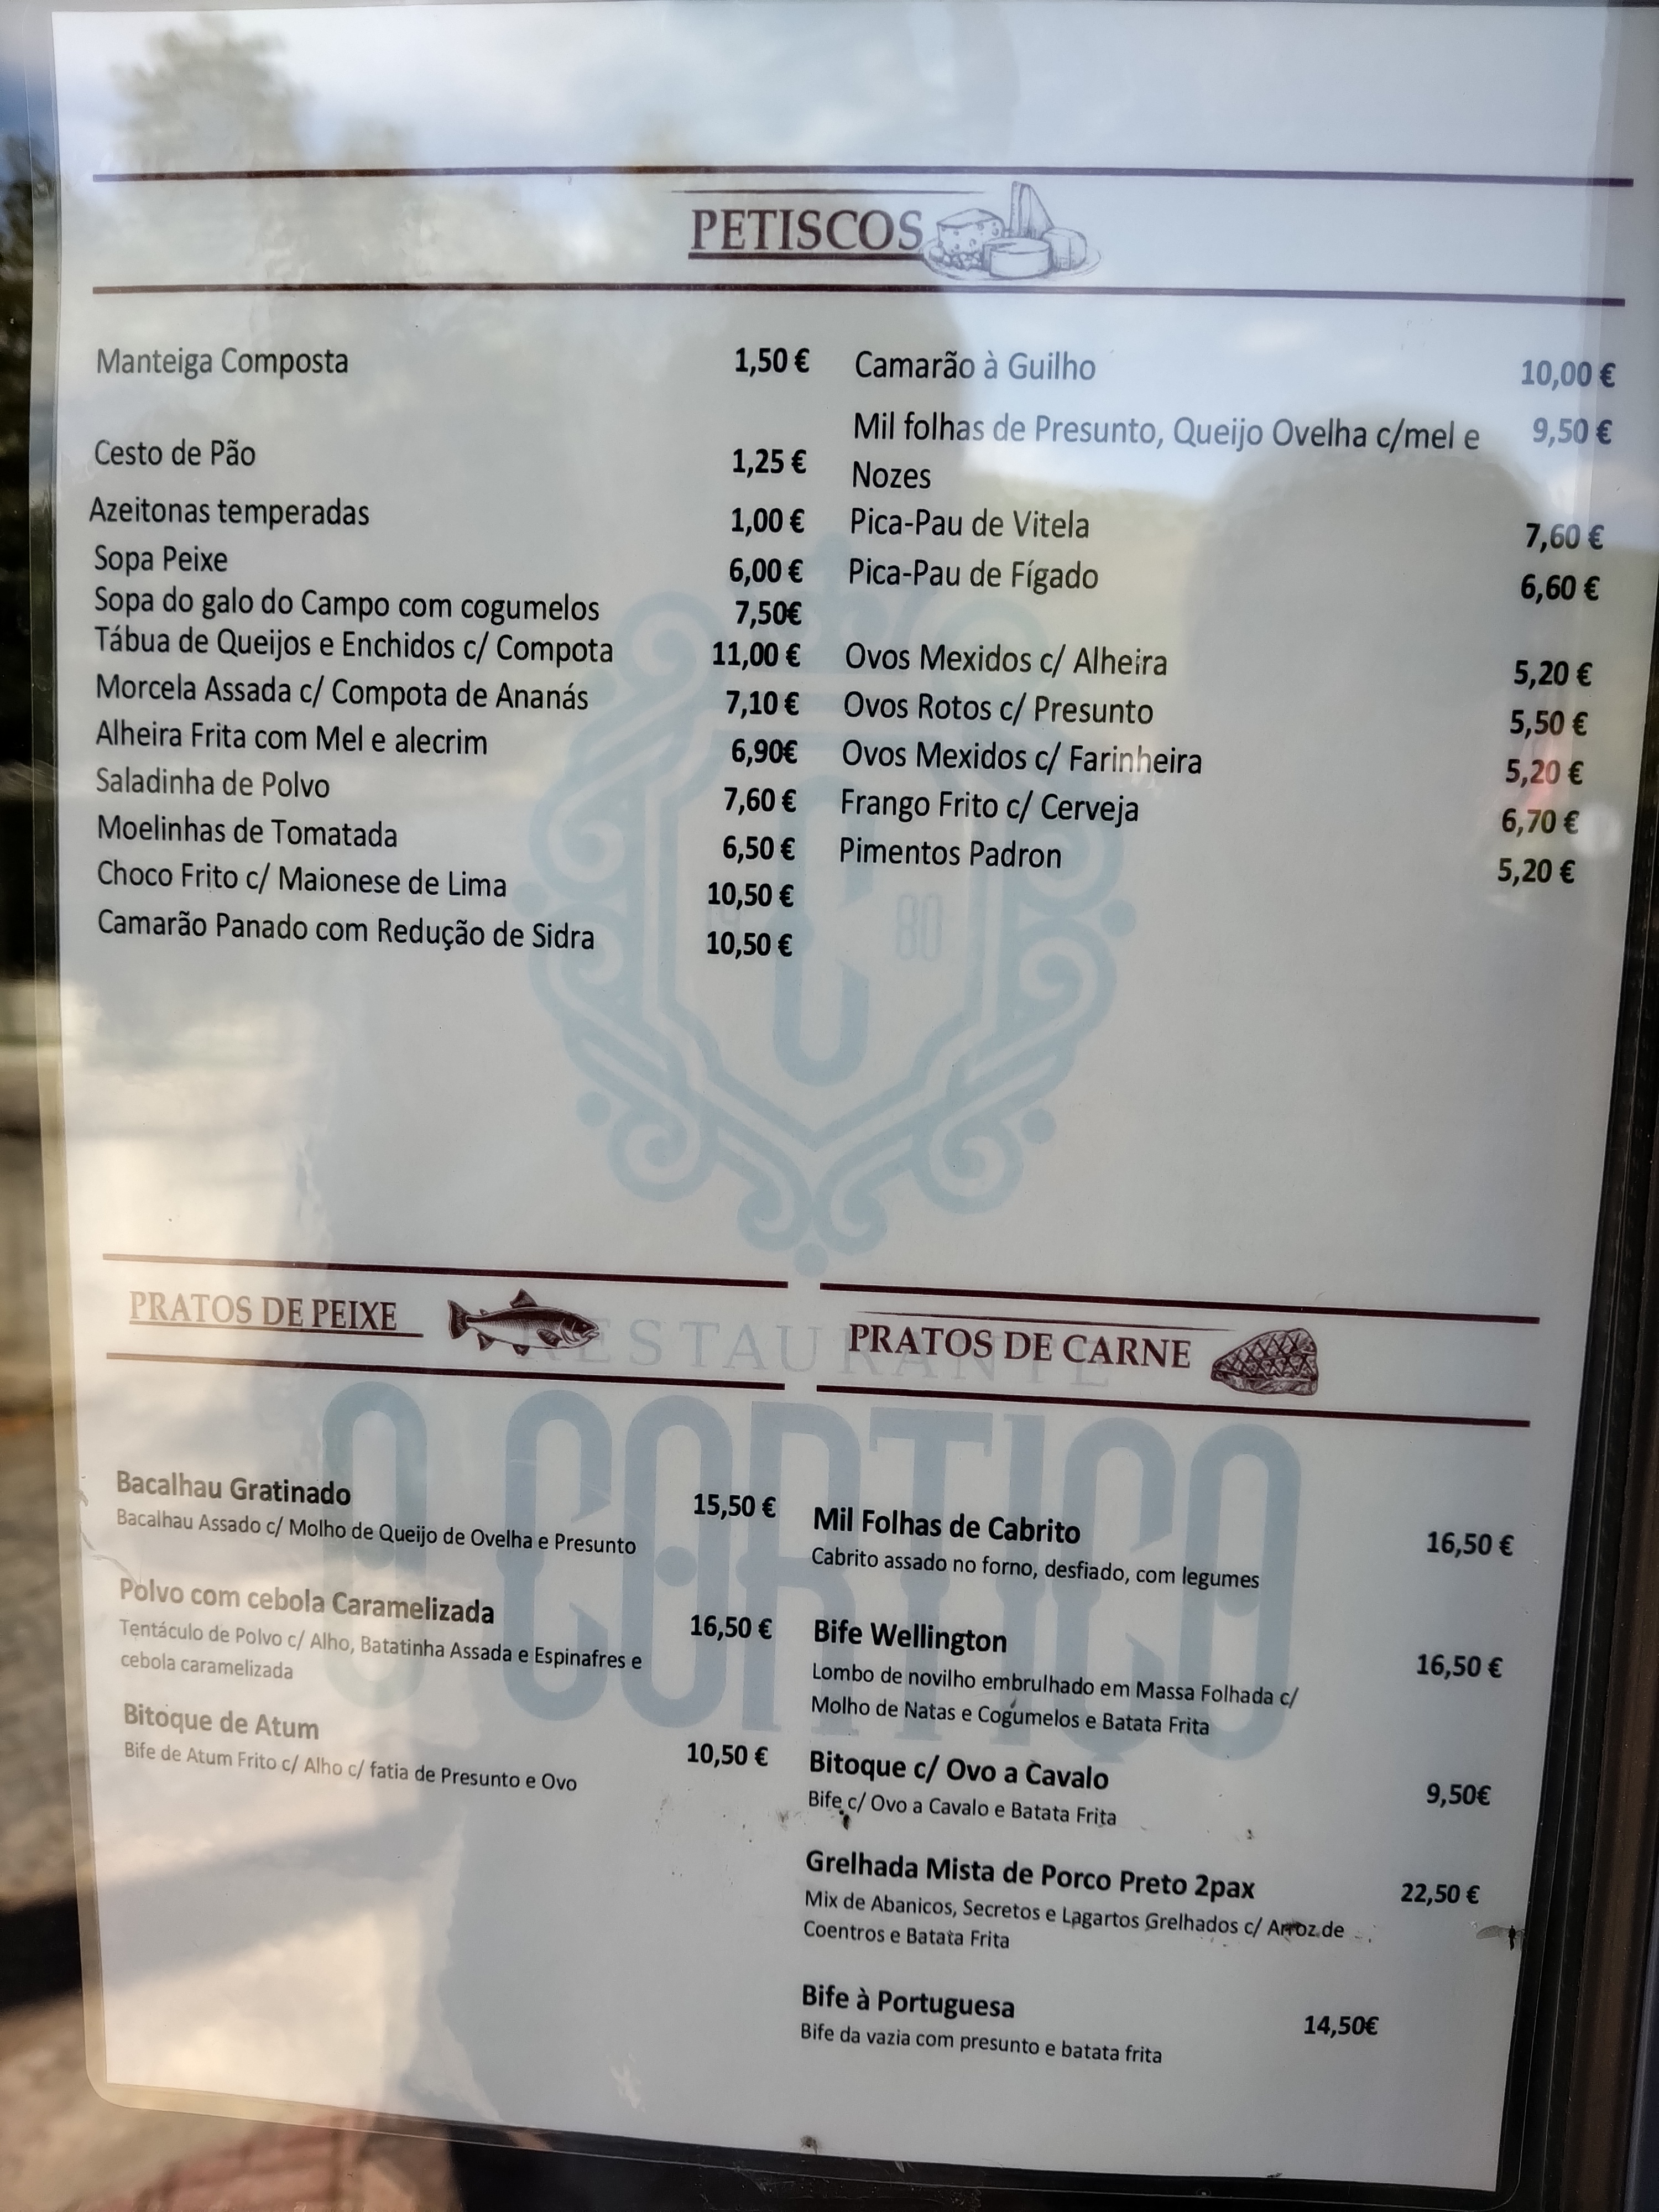 PETISCOS
Manteiga Composta 1,50 €
Cesto de Pão 1,25 €
Azeitonas temperadas 1,00 €
Sopa Peixe 6,00 €
Sopa do galo do Campo com cogumelos 7,50€
Tábua de Queijos e Enchidos c/ Compota 11,00 €
Morcela Assada c/ Compota de Ananás 7,10 €
Alheira Frita com Mel e alecrim 6,90€
Saladinha de Polvo 7,60 €
Moelinhas de Tomatada 6,50 €
Choco Frito c/ Maionese de Lima 10,50 €
Camarão Panado com Redução de Sidra 10,50 €
Camarão à Guilho 10,00 €
Mil folhas de Presunto, Queijo Ovelha c/mel e 9,50 €
Nozes
Pica-Pau de Vitela 7,60 €
Pica-Pau de Fígado 6,60 €
Ovos Mexidos c/ Alheira 5,20 €
Ovos Rotos c/ Presunto 5,50 €
Ovos Mexidos c/ Farinheira 5,20 €
Frango Frito c/ Cerveja 6,70 €
Pimentos Padron 5,20 €
80
RESTAURANTE
O CORTIÇO
PRATOS DE PEIXE
Bacalhau Gratinado 15,50 €
Bacalhau Assado c/ Molho de Queijo de Ovelha e Presunto
Polvo com cebola Caramelizada 16,50 €
Tentáculo de Polvo c/ Alho, Batatinha Assada e Espinafres e
cebola caramelizada
Bitoque de Atum 10,50 €
Bife de Atum Frito c/ Alho c/ fatia de Presunto e Ovo
PRATOS DE CARNE
Mil Folhas de Cabrito 16,50 €
Cabrito assado no forno, desfiado, com legumes
Bife Wellington 16,50 €
Lombo de novilho embrulhado em Massa Folhada c/
Molho de Natas e Cogumelos e Batata Frita
Bitoque c/ Ovo a Cavalo 9,50€
Bife c/ Ovo a Cavalo e Batata Frita
Grelhada Mista de Porco Preto 2pax 22,50 €
Mix de Abanicos, Secretos e Lagartos Grelhados c/ Arroz de
Coentros e Batata Frita
Bife à Portuguesa 14,50€
Bife da vazia com presunto e batata frita